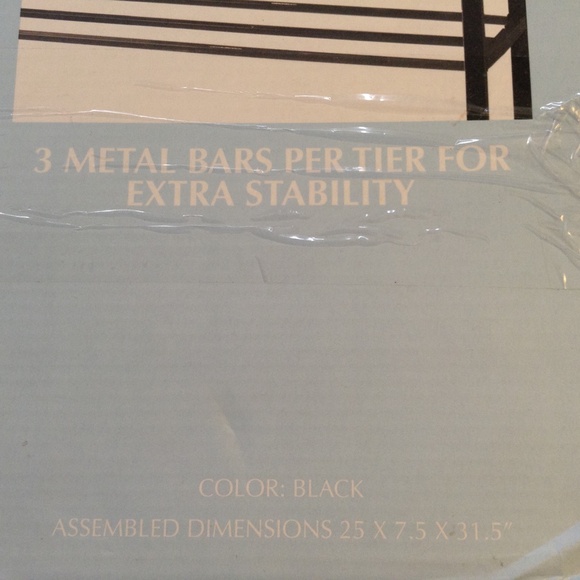 3 METAL BARS PER TIER FOR
EXTRA STABILITY
COLOR: BLACK
ASSEMBLED DIMENSIONS 25 X 7.5 X 31.5"